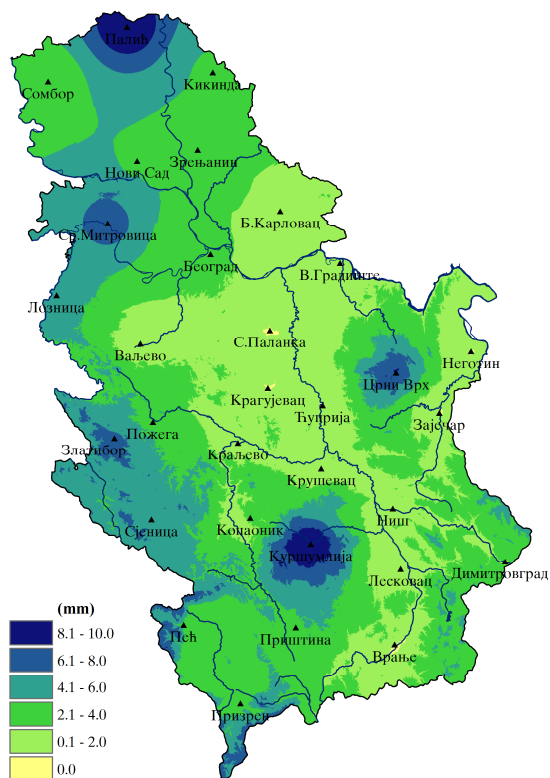 Палић
Сомбор
Кикинда
Зрењанин
Нови Сад
Б.Карловац
Ср.Митровица
Београд
В.Градиште
Лозница
Ваљево
С.Паланка
Неготин
Црни Врх
Крагујевац
Ћуприја
Зајечар
Пожега
Златибор
Краљево
Крушевац
Сјеница
Копаоник
Ниш
Куршумлија
Лесковац
Димитровград
Пећ
Приштина
Врање
Призрен
(mm)
8.1 - 10.0
6.1 - 8.0
4.1 - 6.0
2.1 - 4.0
0.1 - 2.0
0.0